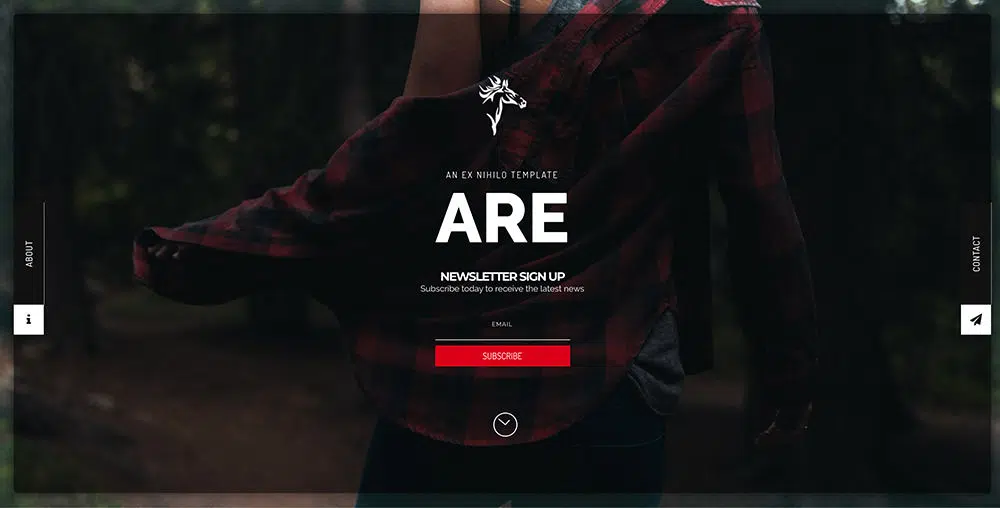 AN EX NIHILO TEMPLATE
ARE
NEWSLETTER SIGN UP
Subscribe today to receive the latest news
EMAIL
SUBSCRIBE
ABOUT
i
CONTACT